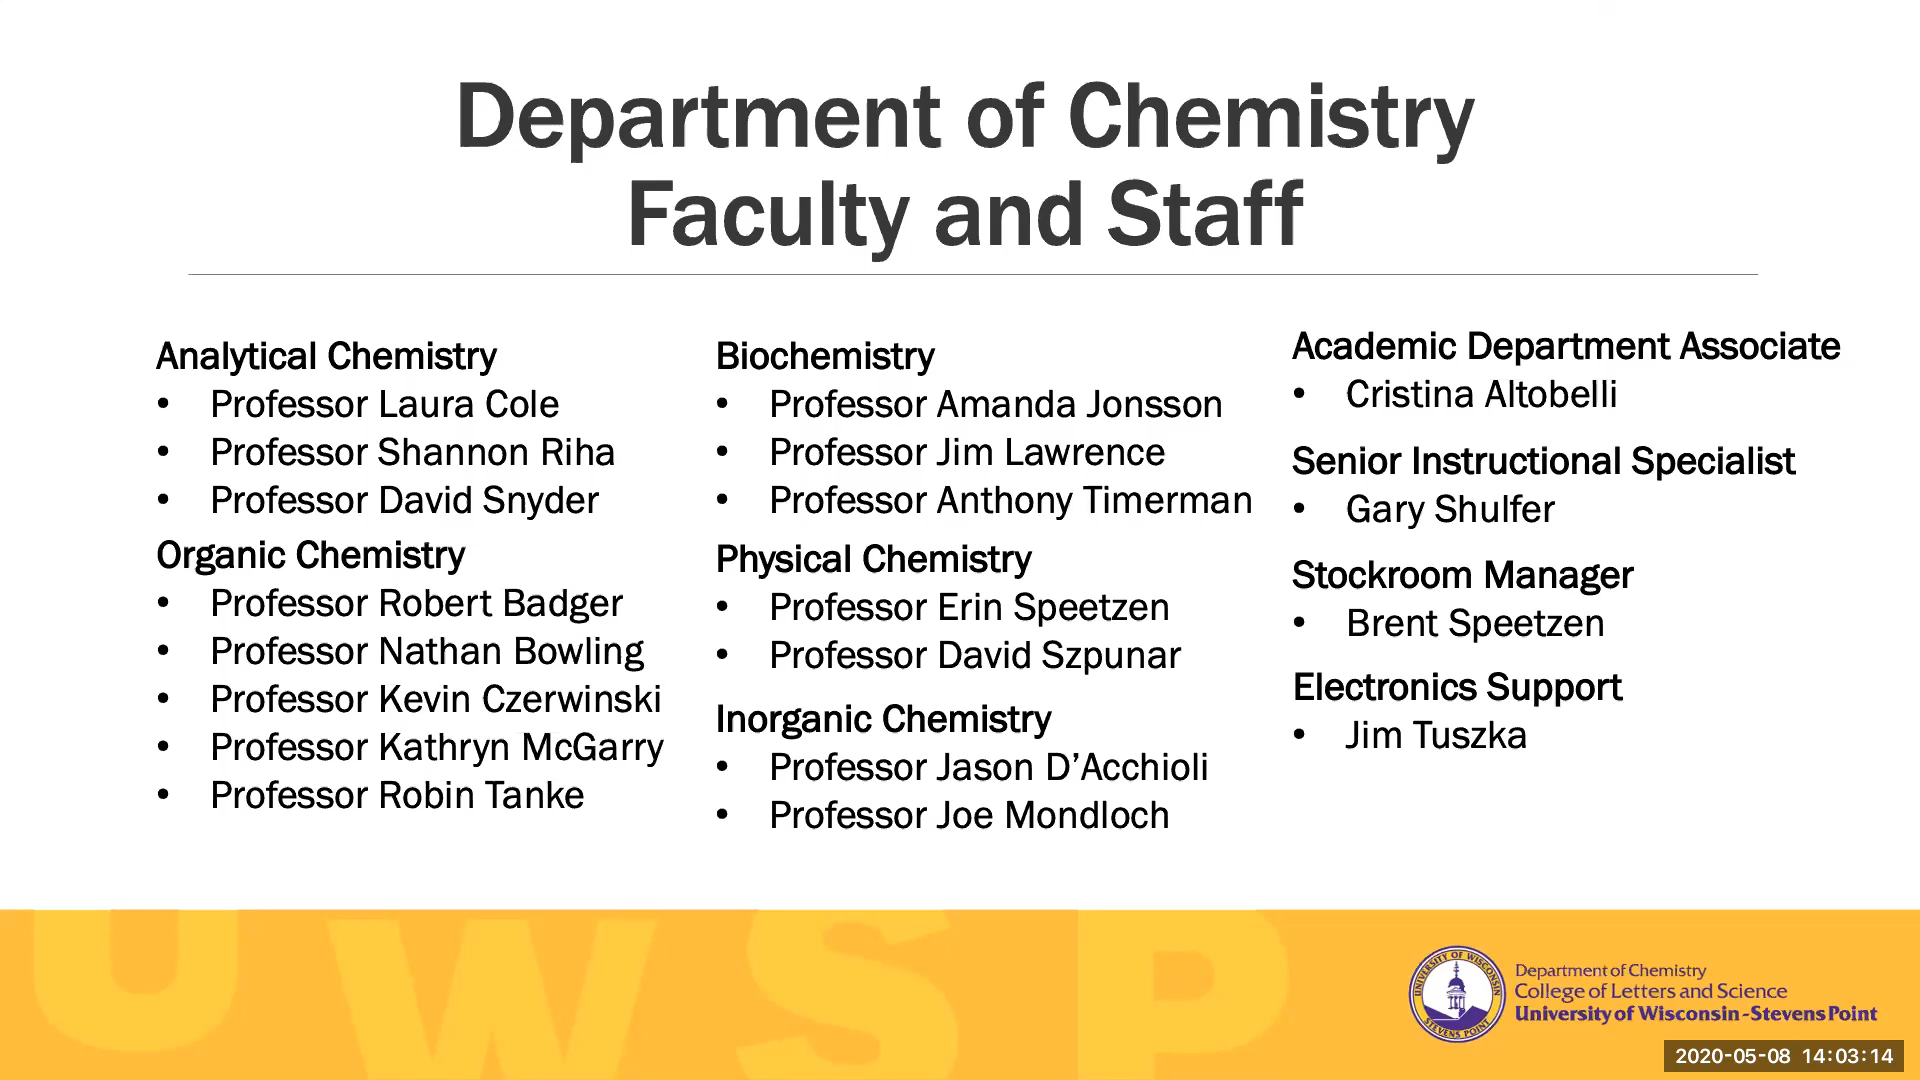 Department of Chemistry
Faculty and Staff
Analytical Chemistry
• Professor Laura Cole
• Professor Shannon Riha
• Professor David Snyder
Organic Chemistry
• Professor Robert Badger
• Professor Nathan Bowling
• Professor Kevin Czerwinski
• Professor Kathryn McGarry
• Professor Robin Tanke
Biochemistry
• Professor Amanda Jonsson
• Professor Jim Lawrence
• Professor Anthony Timerman
Physical Chemistry
• Professor Erin Speetzen
• Professor David Szpunar
Inorganic Chemistry
• Professor Jason D’Acchioli
• Professor Joe Mondloch
Academic Department Associate
• Cristina Altobelli
Senior Instructional Specialist
• Gary Shulfer
Stockroom Manager
• Brent Speetzen
Electronics Support
• Jim Tuszka
UWSP
UNIVERSITY OF WISCONSIN
STEVENS POINT
Department of Chemistry
College of Letters and Science
University of Wisconsin-Stevens Point
2020-05-08 14:03:14